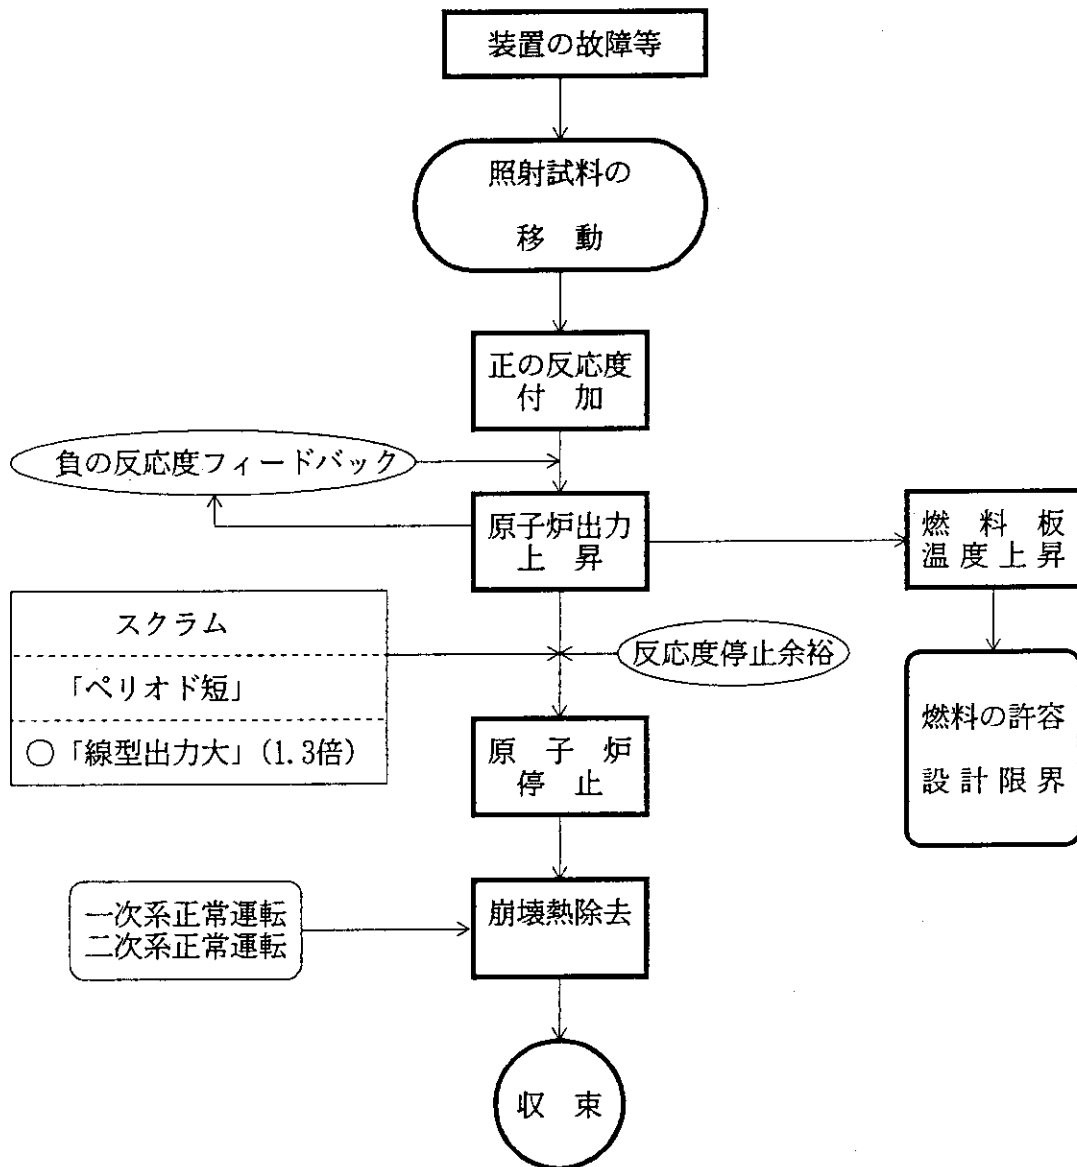 装置の故障等
照射試料の
移動
正の反応度
付加
負の反応度フィードバック
原子炉出力
上昇
燃料板
温度上昇
スクラム
「ペリオド短」
○「線型出力大」(1.3倍)
反応度停止余裕
燃料の許容
設計限界
原子炉
停止
一次系正常運転
二次系正常運転
崩壊熱除去
収束